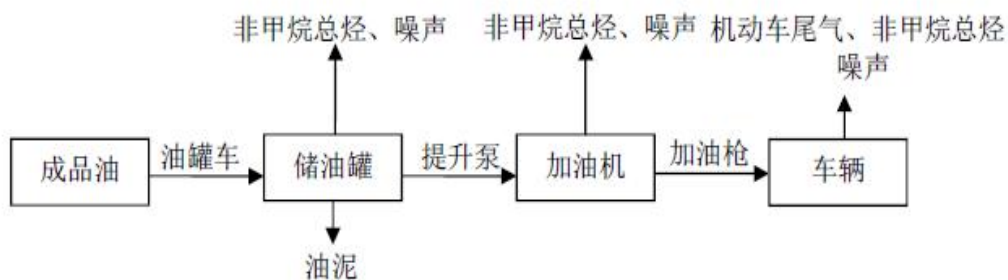 非甲烷总烃、噪声
非甲烷总烃、噪声
机动车尾气、非甲烷总烃
噪声
成品油
油罐车
储油罐
提升泵
加油机
加油枪
车辆
油泥